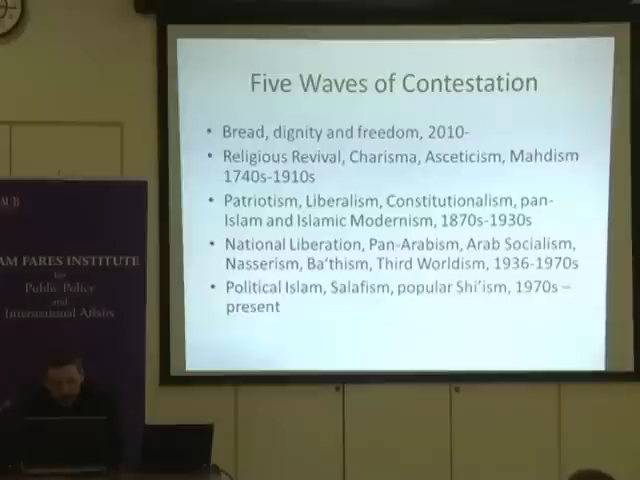 Five Waves of Contestation
• Bread, dignity and freedom, 2010-
• Religious Revival, Charisma, Asceticism, Mahdism
1740s-1910s
• Patriotism, Liberalism, Constitutionalism, pan-
Islam and Islamic Modernism, 1870s-1930s
• National Liberation, Pan-Arabism, Arab Socialism,
Nasserism, Ba'thism, Third Worldism, 1936-1970s
• Political Islam, Salafism, popular Shi'ism, 1970s –
present
AUB
AM FARES INSTITUTE
for
Public Policy
and
International Affairs